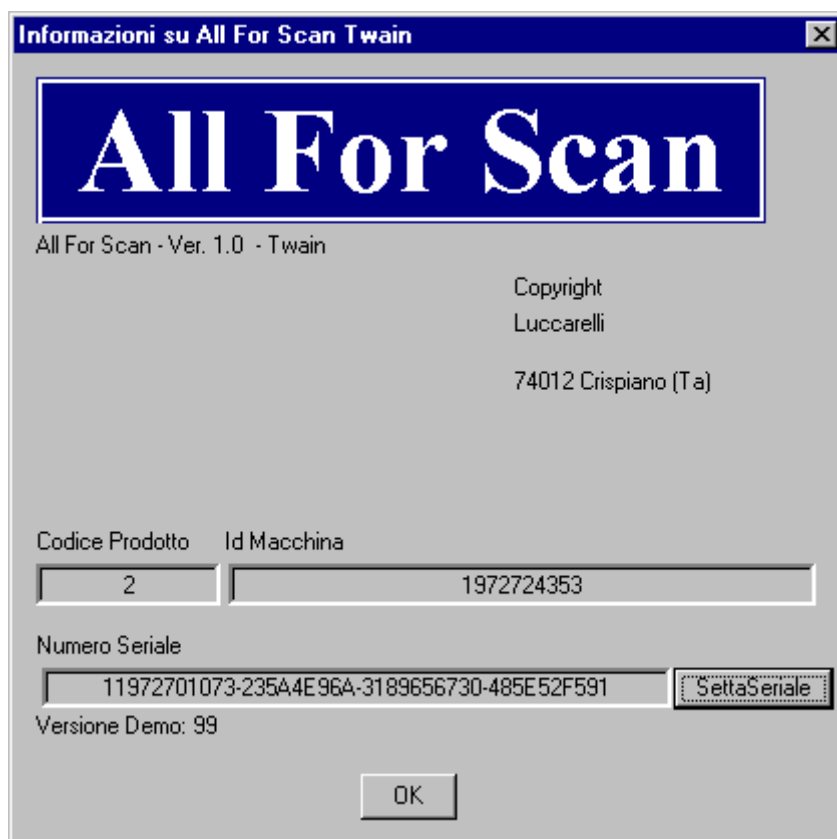 Informazioni su All For Scan Twain
All For Scan
All For Scan - Ver. 1.0 - Twain
Copyright
Luccarelli
74012 Crispiano (Ta)
Codice Prodotto Id Macchina
2 1972724353
Numero Seriale
11972701073-235A4E96A-3189656730-485E52F591 SettaSeriale
Versione Demo: 99
OK